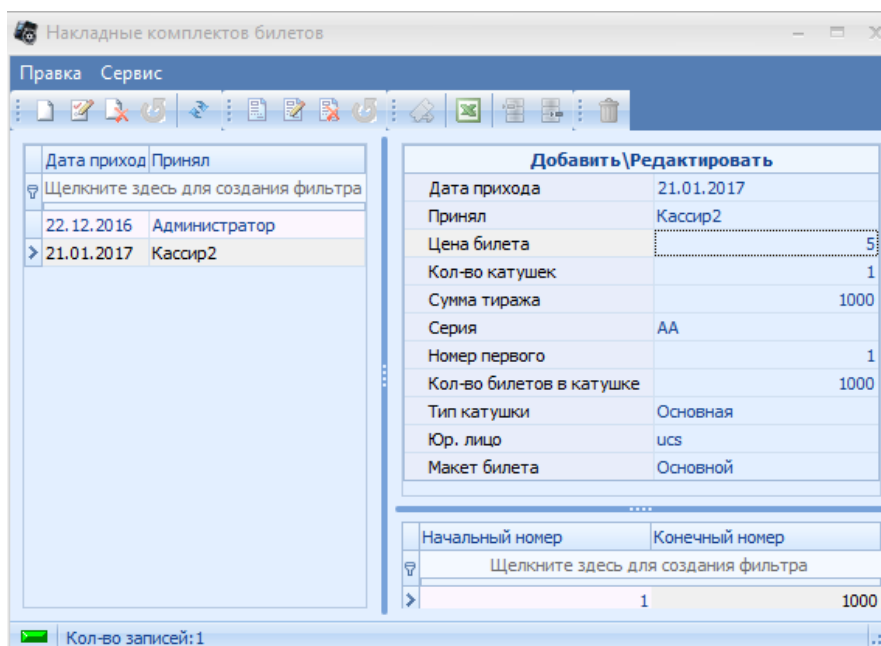 Накладные комплектов билетов
Правка Сервис
Дата приход Принял
Щелкните здесь для создания фильтра
22.12.2016 Администратор
21.01.2017 Кассир2
Добавить\Редактировать
Дата прихода 21.01.2017
Принял Кассир2
Цена билета 5
Кол-во катушек 1
Сумма тиража 1000
Серия АА
Номер первого 1
Кол-во билетов в катушке 1000
Тип катушки Основная
Юр. лицо ucs
Макет билета Основной
Начальный номер Конечный номер
Щелкните здесь для создания фильтра
1 1000
Кол-во записей:1